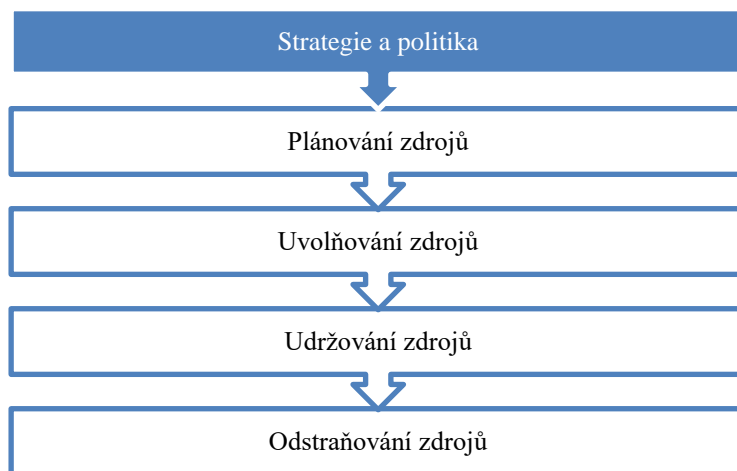 Strategie a politika
Plánování zdrojů
Uvolňování zdrojů
Udržování zdrojů
Odstraňování zdrojů